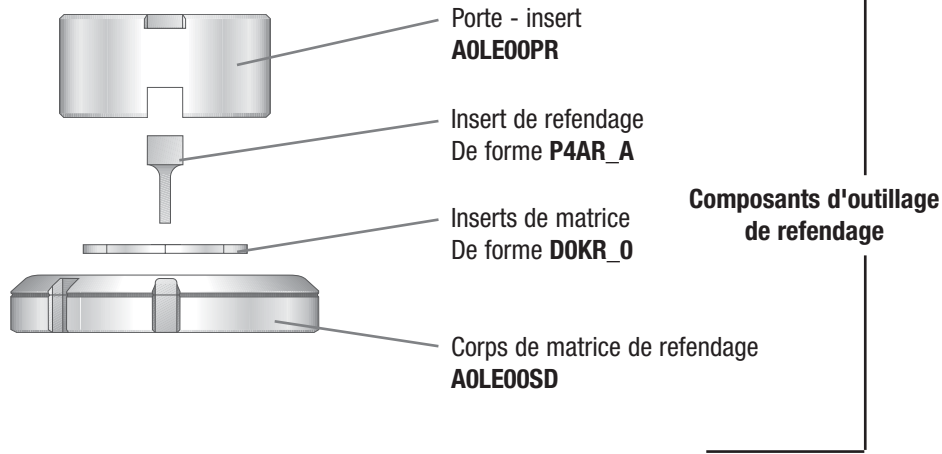 Porte - insert
A0LE00PR
Insert de refendage
De forme P4AR_A
Inserts de matrice
De forme D0KR_0
Composants d'outillage
de refendage
Corps de matrice de refendage
A0LE00SD